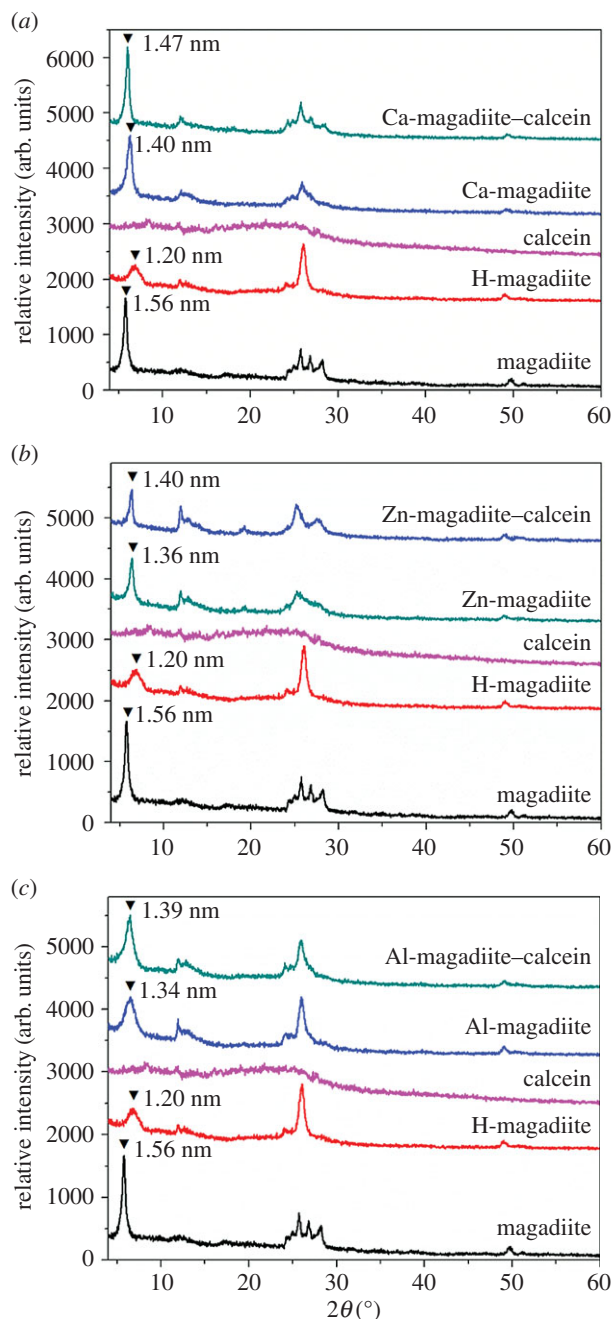 (a)
1.47 nm
6000
5000
Ca-magadiite–calcein
1.40 nm
4000
Ca-magadiite
3000
calcein
1.20 nm
2000
H-magadiite
1.56 nm
1000
magadiite
0
relative intensity (arb. units)
10 20 30 40 50 60
(b)
1.40 nm
5000
Zn-magadiite–calcein
1.36 nm
4000
Zn-magadiite
3000
calcein
1.20 nm
2000
H-magadiite
1.56 nm
1000
magadiite
0
relative intensity (arb. units)
10 20 30 40 50 60
(c)
1.39 nm
5000
Al-magadiite–calcein
1.34 nm
4000
Al-magadiite
3000
calcein
1.20 nm
2000
H-magadiite
1.56 nm
1000
magadiite
0
relative intensity (arb. units)
10 20 30 40 50 60
2θ (°)